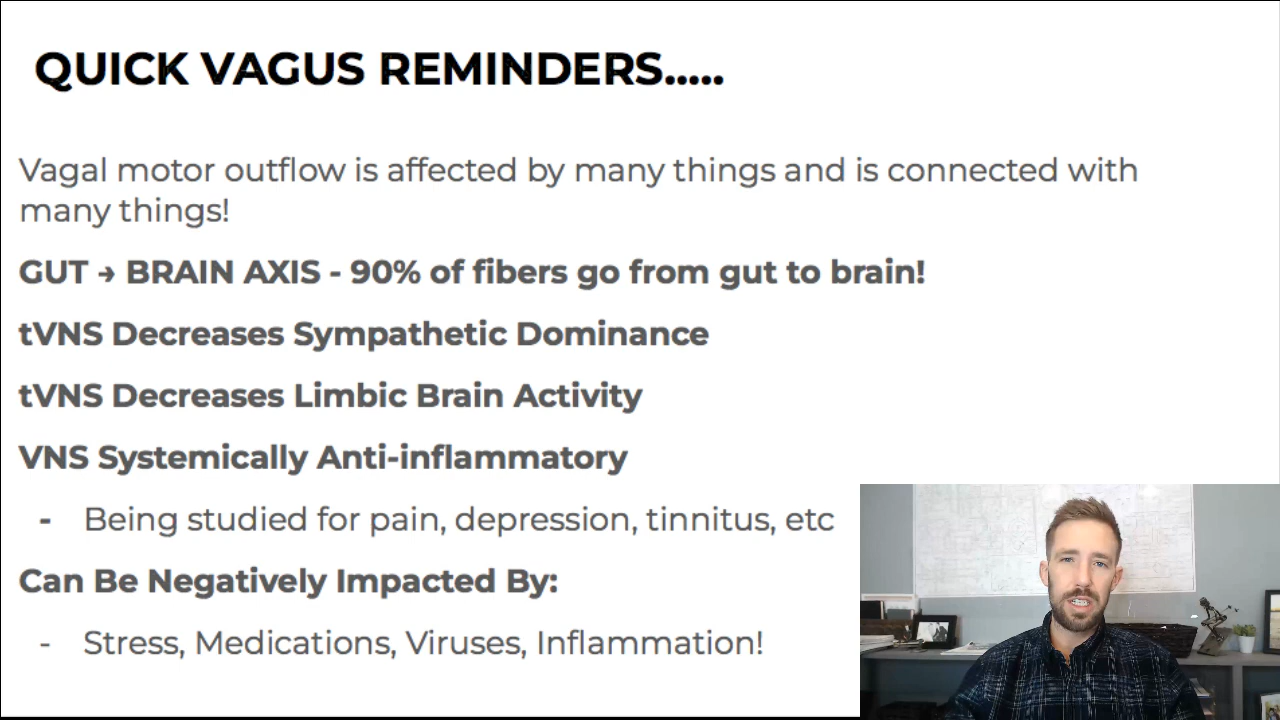 QUICK VAGUS REMINDERS.....
Vagal motor outflow is affected by many things and is connected with
many things!
GUT → BRAIN AXIS - 90% of fibers go from gut to brain!
tVNS Decreases Sympathetic Dominance
tVNS Decreases Limbic Brain Activity
VNS Systemically Anti-inflammatory
- Being studied for pain, depression, tinnitus, etc
Can Be Negatively Impacted By:
- Stress, Medications, Viruses, Inflammation!